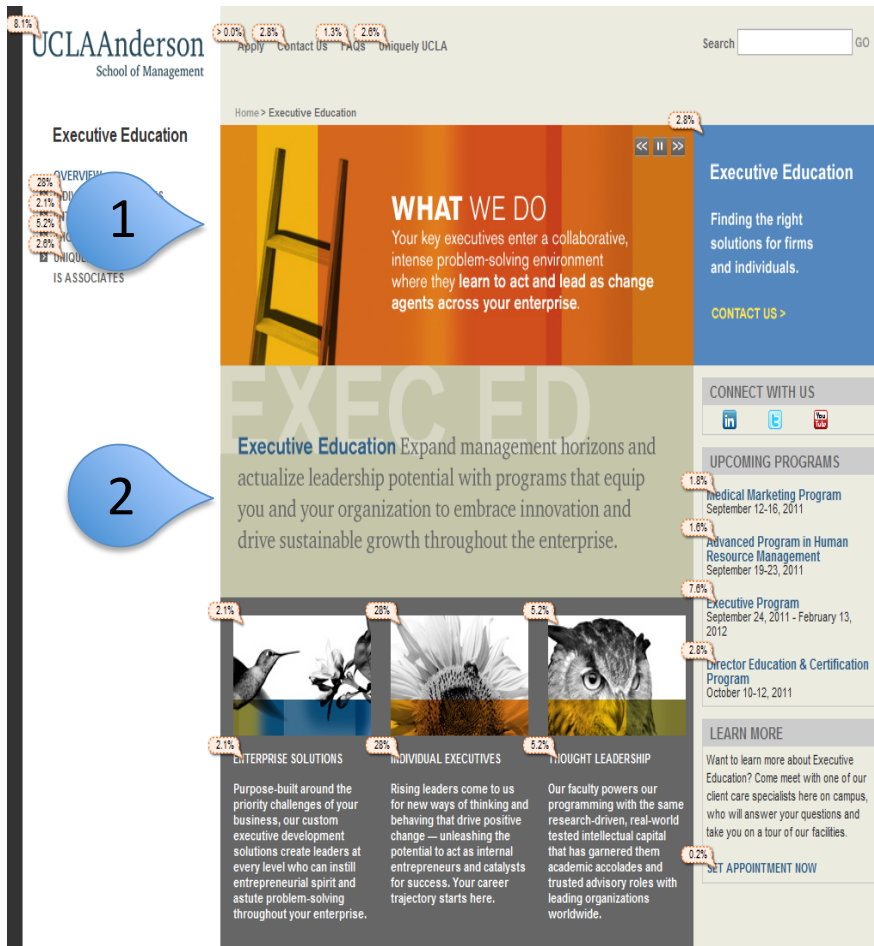 8.1%
UCLAAnderson
School of Management
> 0.0%
2.8%
1.3%
2.6%
Apply
Contact Us
FAQs
Uniquely UCLA
Search
GO
Home > Executive Education
Executive Education
OVERVIEW
28%
2.1%
5.2%
2.6%
IS ASSOCIATES
1
WHAT WE DO
Your key executives enter a collaborative,
intense problem-solving environment
where they learn to act and lead as change
agents across your enterprise.
2.8%
Executive Education
Finding the right
solutions for firms
and individuals.
CONTACT US >
EXEC ED
2
Executive Education Expand management horizons and
actualize leadership potential with programs that equip
you and your organization to embrace innovation and
drive sustainable growth throughout the enterprise.
CONNECT WITH US
in
t
You
Tube
UPCOMING PROGRAMS
1.8%
Medical Marketing Program
September 12-16, 2011
1.6%
Advanced Program in Human
Resource Management
September 19-23, 2011
7.6%
Executive Program
September 24, 2011 - February 13,
2012
2.8%
Director Education & Certification
Program
October 10-12, 2011
2.1%
28%
5.2%
2.1%
ENTERPRISE SOLUTIONS
Purpose-built around the
priority challenges of your
business, our custom
executive development
solutions create leaders at
every level who can instill
entrepreneurial spirit and
astute problem-solving
throughout your enterprise.
28%
INDIVIDUAL EXECUTIVES
Rising leaders come to us
for new ways of thinking and
behaving that drive positive
change — unleashing the
potential to act as internal
entrepreneurs and catalysts
for success. Your career
trajectory starts here.
5.2%
THOUGHT LEADERSHIP
Our faculty powers our
programming with the same
research-driven, real-world
tested intellectual capital
that has garnered them
academic accolades and
trusted advisory roles with
leading organizations
worldwide.
LEARN MORE
Want to learn more about Executive
Education? Come meet with one of our
client care specialists here on campus,
who will answer your questions and
take you on a tour of our facilities.
0.2%
SET APPOINTMENT NOW